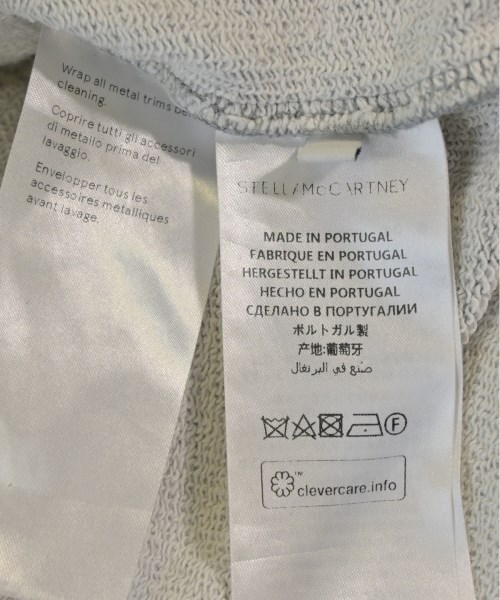 Wrap all metal trims
cleaning.
Coprire tutti gli accessori
di metallo prima del
lavaggio.
Envelopper tous les
accessoires métalliques
avant lavage.
STELLA McCARTNEY
MADE IN PORTUGAL
FABRIQUE EN PORTUGAL
HERGESTELLT IN PORTUGAL
HECHO EN PORTUGAL
СДЕЛАНО В ПОРТУГАЛИИ
ポルトガル製
产地:葡萄牙
صنع في البرتغال
F
clevercare.info
TM